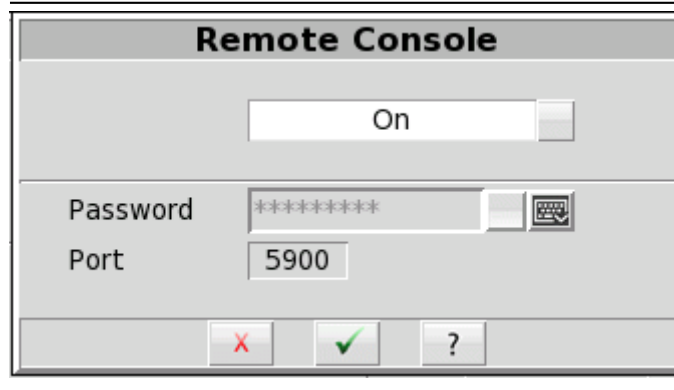 Remote Console
On
Password *********
Port 5900
X ?